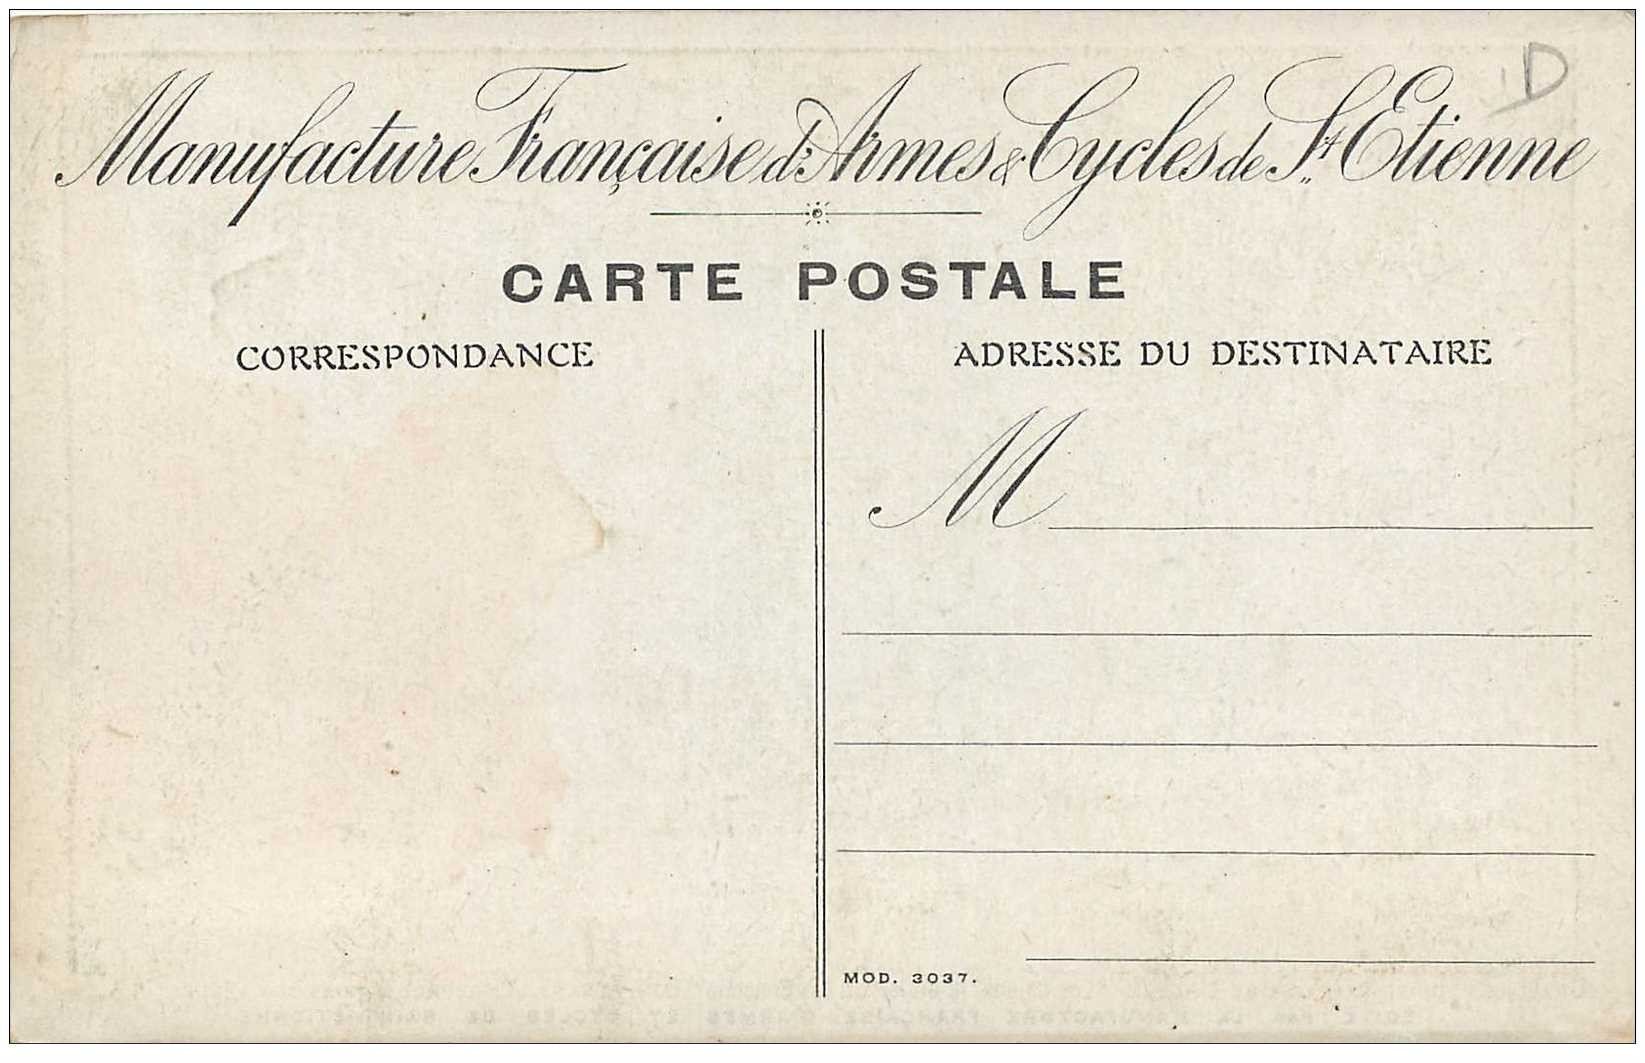 D
Manufacture Française d'Armes & Cycles de St Etienne
CARTE POSTALE
CORRESPONDANCE
ADRESSE DU DESTINATAIRE
M
MOD. 3037.